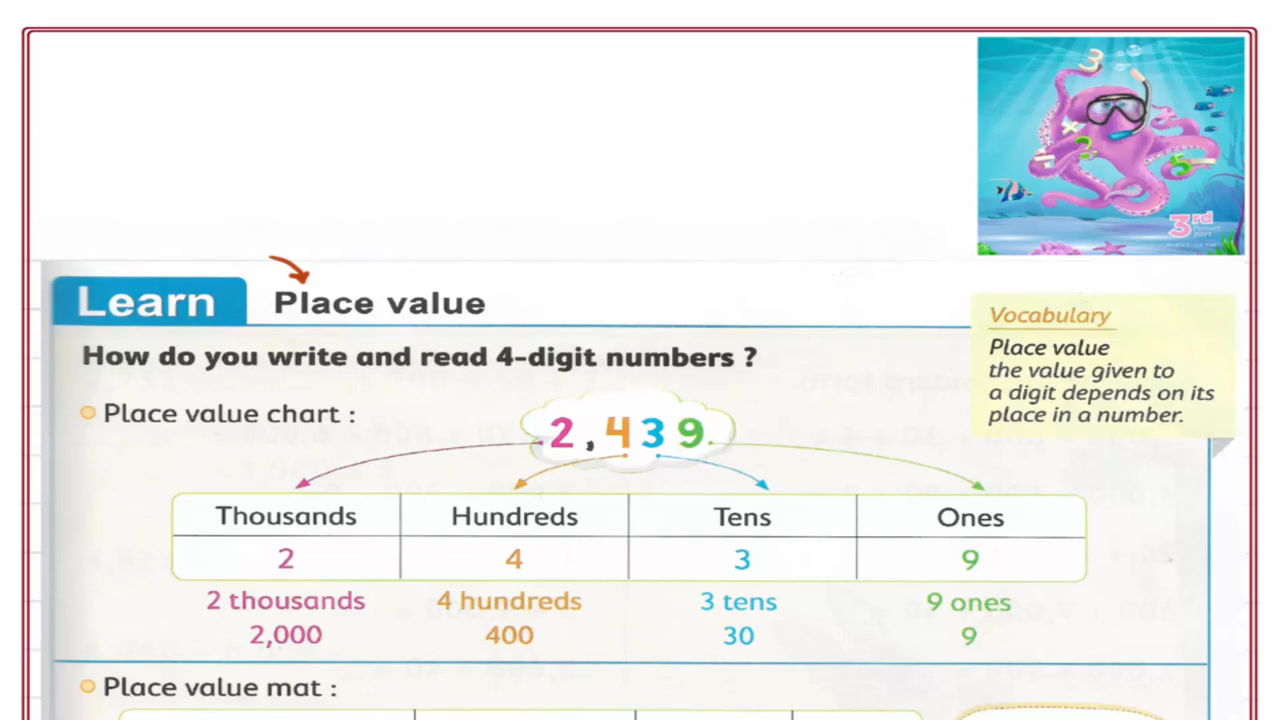 3rd
Learn
Place value
Vocabulary
Place value
the value given to
a digit depends on its
place in a number.
How do you write and read 4-digit numbers ?
Place value chart :
2,439
Thousands Hundreds Tens Ones
2 4 3 9
2 thousands 4 hundreds 3 tens 9 ones
2,000 400 30 9
Place value mat :